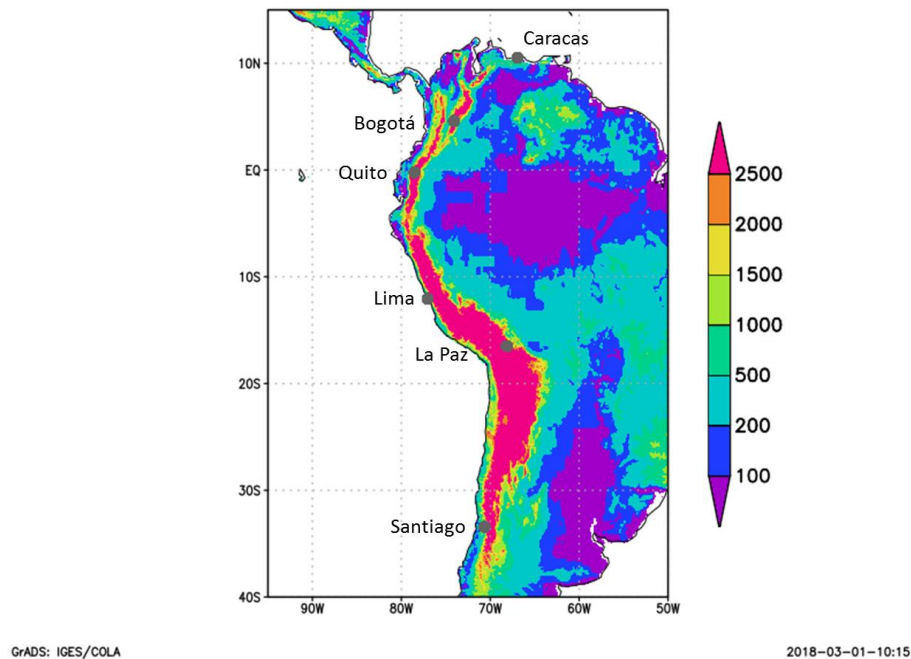 Caracas
10N
Bogotá
EQ
Quito
10S
Lima
La Paz
20S
30S
Santiago
40S
90W 80W 70W 60W 50W
2500
2000
1500
1000
500
200
100
GrADS: IGES/COLA
2018-03-01-10:15